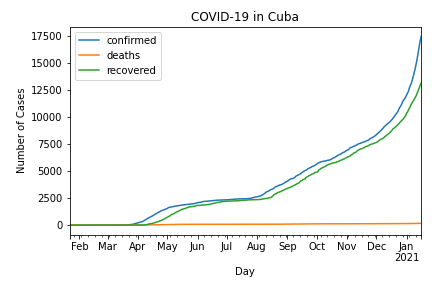 COVID-19 in Cuba
confirmed
deaths
recovered
17500
15000
12500
10000
7500
5000
2500
0
Number of Cases
Feb Mar Apr May Jun Jul Aug Sep Oct Nov Dec Jan
2021
Day